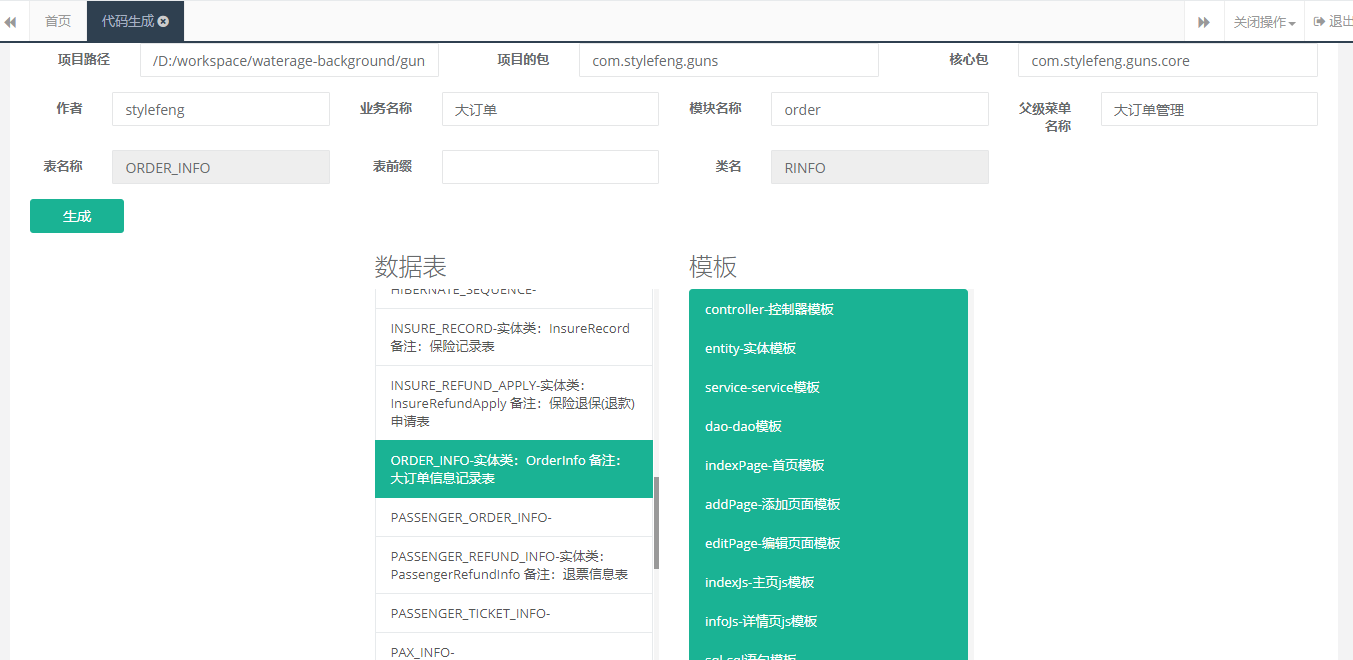 首页
代码生成
关闭操作
退出
项目路径
/D:/workspace/waterage-background/gun
项目的包
com.stylefeng.guns
核心包
com.stylefeng.guns.core
作者
stylefeng
业务名称
大订单
模块名称
order
父级菜单
名称
大订单管理
表名称
ORDER_INFO
表前缀
类名
RINFO
生成
数据表
HIBERNATE_SEQUENCE-
INSURE_RECORD-实体类：InsureRecord
备注：保险记录表
INSURE_REFUND_APPLY-实体类：
InsureRefundApply 备注：保险退保(退款)
申请表
ORDER_INFO-实体类：OrderInfo 备注：
大订单信息记录表
PASSENGER_ORDER_INFO-
PASSENGER_REFUND_INFO-实体类：
PassengerRefundInfo 备注：退票信息表
PASSENGER_TICKET_INFO-
PAX_INFO-
模板
controller-控制器模板
entity-实体模板
service-service模板
dao-dao模板
indexPage-首页模板
addPage-添加页面模板
editPage-编辑页面模板
indexJs-主页js模板
infoJs-详情页js模板
sql-sql语句模板